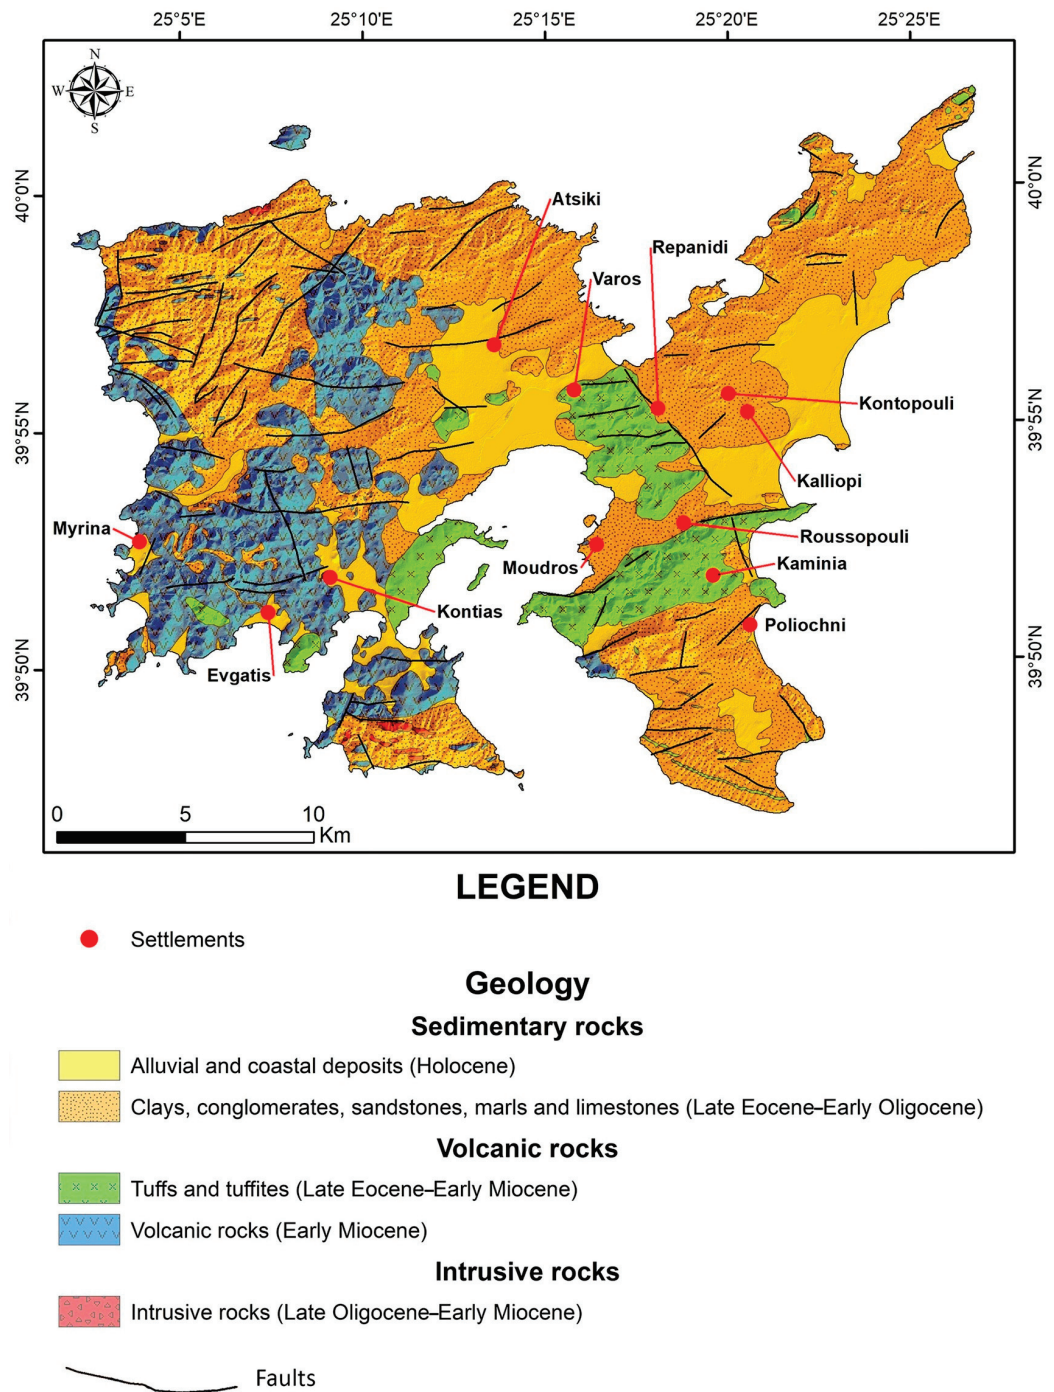 25°5'E 25°10'E 25°15'E 25°20'E 25°25'E
N
W E
S
40°0'N
40°0'N
Atsiki
Repanidi
Varos
Kontopouli
39°55'N
39°55'N
Kalliopi
Myrina
Roussopouli
Moudros
Kaminia
Kontias
Poliochni
39°50'N
39°50'N
Evgatis
0 5 10
Km
LEGEND
Settlements
Geology
Sedimentary rocks
Alluvial and coastal deposits (Holocene)
Clays, conglomerates, sandstones, marls and limestones (Late Eocene–Early Oligocene)
Volcanic rocks
Tuffs and tuffites (Late Eocene–Early Miocene)
Volcanic rocks (Early Miocene)
Intrusive rocks
Intrusive rocks (Late Oligocene–Early Miocene)
Faults